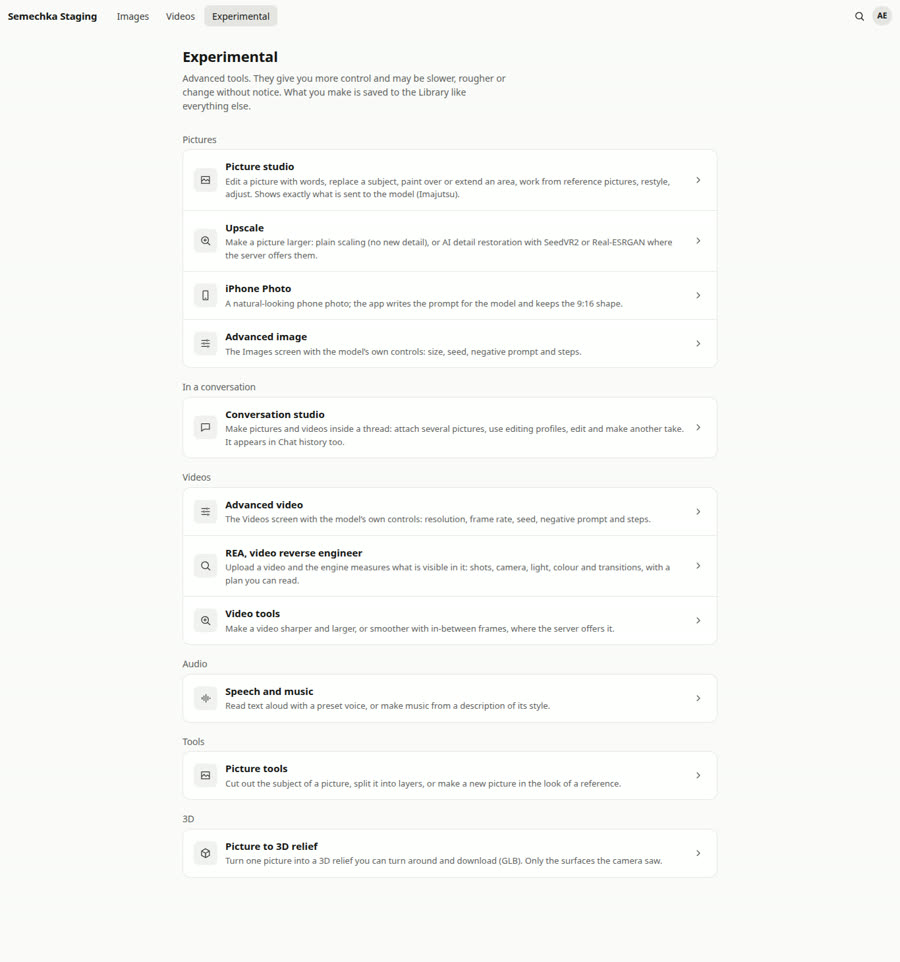 Semechka Staging
Images
Videos
Experimental
AE
Experimental
Advanced tools. They give you more control and may be slower, rougher or
change without notice. What you make is saved to the Library like
everything else.
Pictures
Picture studio
Edit a picture with words, replace a subject, paint over or extend an area, work from reference pictures, restyle,
adjust. Shows exactly what is sent to the model (Imajutsu).
Upscale
Make a picture larger: plain scaling (no new detail), or AI detail restoration with SeedVR2 or Real-ESRGAN where
the server offers them.
iPhone Photo
A natural-looking phone photo; the app writes the prompt for the model and keeps the 9:16 shape.
Advanced image
The Images screen with the model's own controls: size, seed, negative prompt and steps.
In a conversation
Conversation studio
Make pictures and videos inside a thread: attach several pictures, use editing profiles, edit and make another take.
It appears in Chat history too.
Videos
Advanced video
The Videos screen with the model's own controls: resolution, frame rate, seed, negative prompt and steps.
REA, video reverse engineer
Upload a video and the engine measures what is visible in it: shots, camera, light, colour and transitions, with a
plan you can read.
Video tools
Make a video sharper and larger, or smoother with in-between frames, where the server offers it.
Audio
Speech and music
Read text aloud with a preset voice, or make music from a description of its style.
Tools
Picture tools
Cut out the subject of a picture, split it into layers, or make a new picture in the look of a reference.
3D
Picture to 3D relief
Turn one picture into a 3D relief you can turn around and download (GLB). Only the surfaces the camera saw.